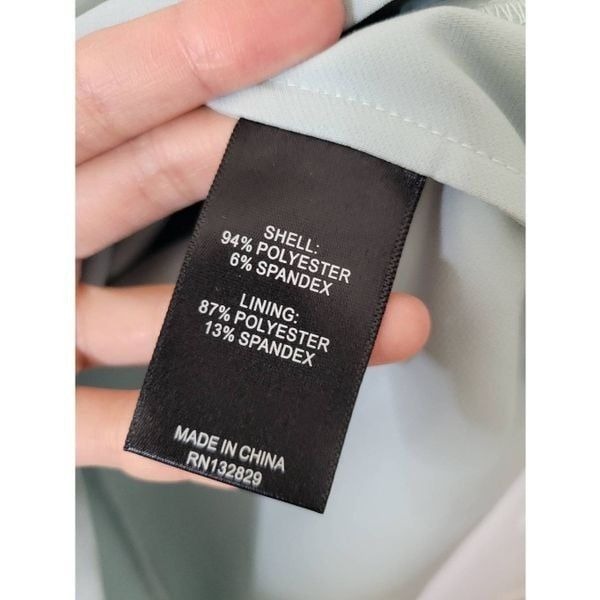 SHELL:
94% POLYESTER
6% SPANDEX
LINING:
87% POLYESTER
13% SPANDEX
MADE IN CHINA
RN132829